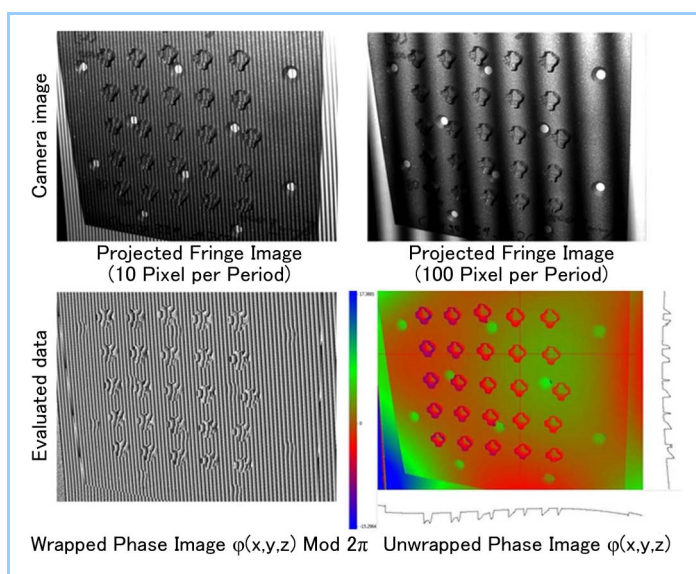 Camera image
Projected Fringe Image
(10 Pixel per Period)
Projected Fringe Image
(100 Pixel per Period)
Evaluated data
0
Wrapped Phase Image φ(x,y,z) Mod 2π
Unwrapped Phase Image φ(x,y,z)